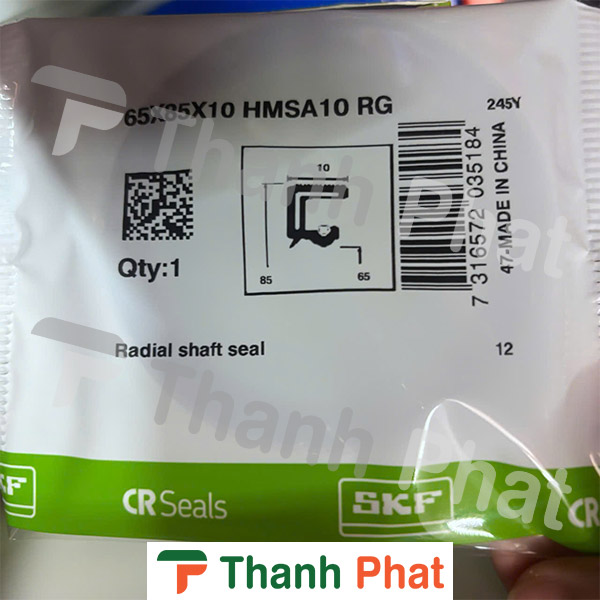 65X85X10 HMSA10 RG
245Y
10
85
65
Qty:1
7 316572 035184
47-MADE IN CHINA
Radial shaft seal
12
Thanh Phat
Thanh Phat
SKF
CR Seals
SKF
CR
Thanh Phat